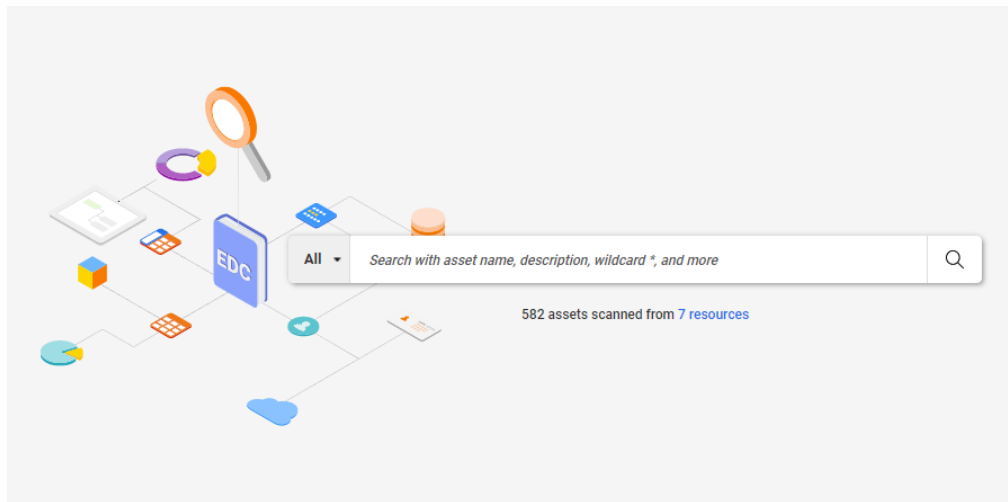 EDC
All
Search with asset name, description, wildcard *, and more
582 assets scanned from 7 resources